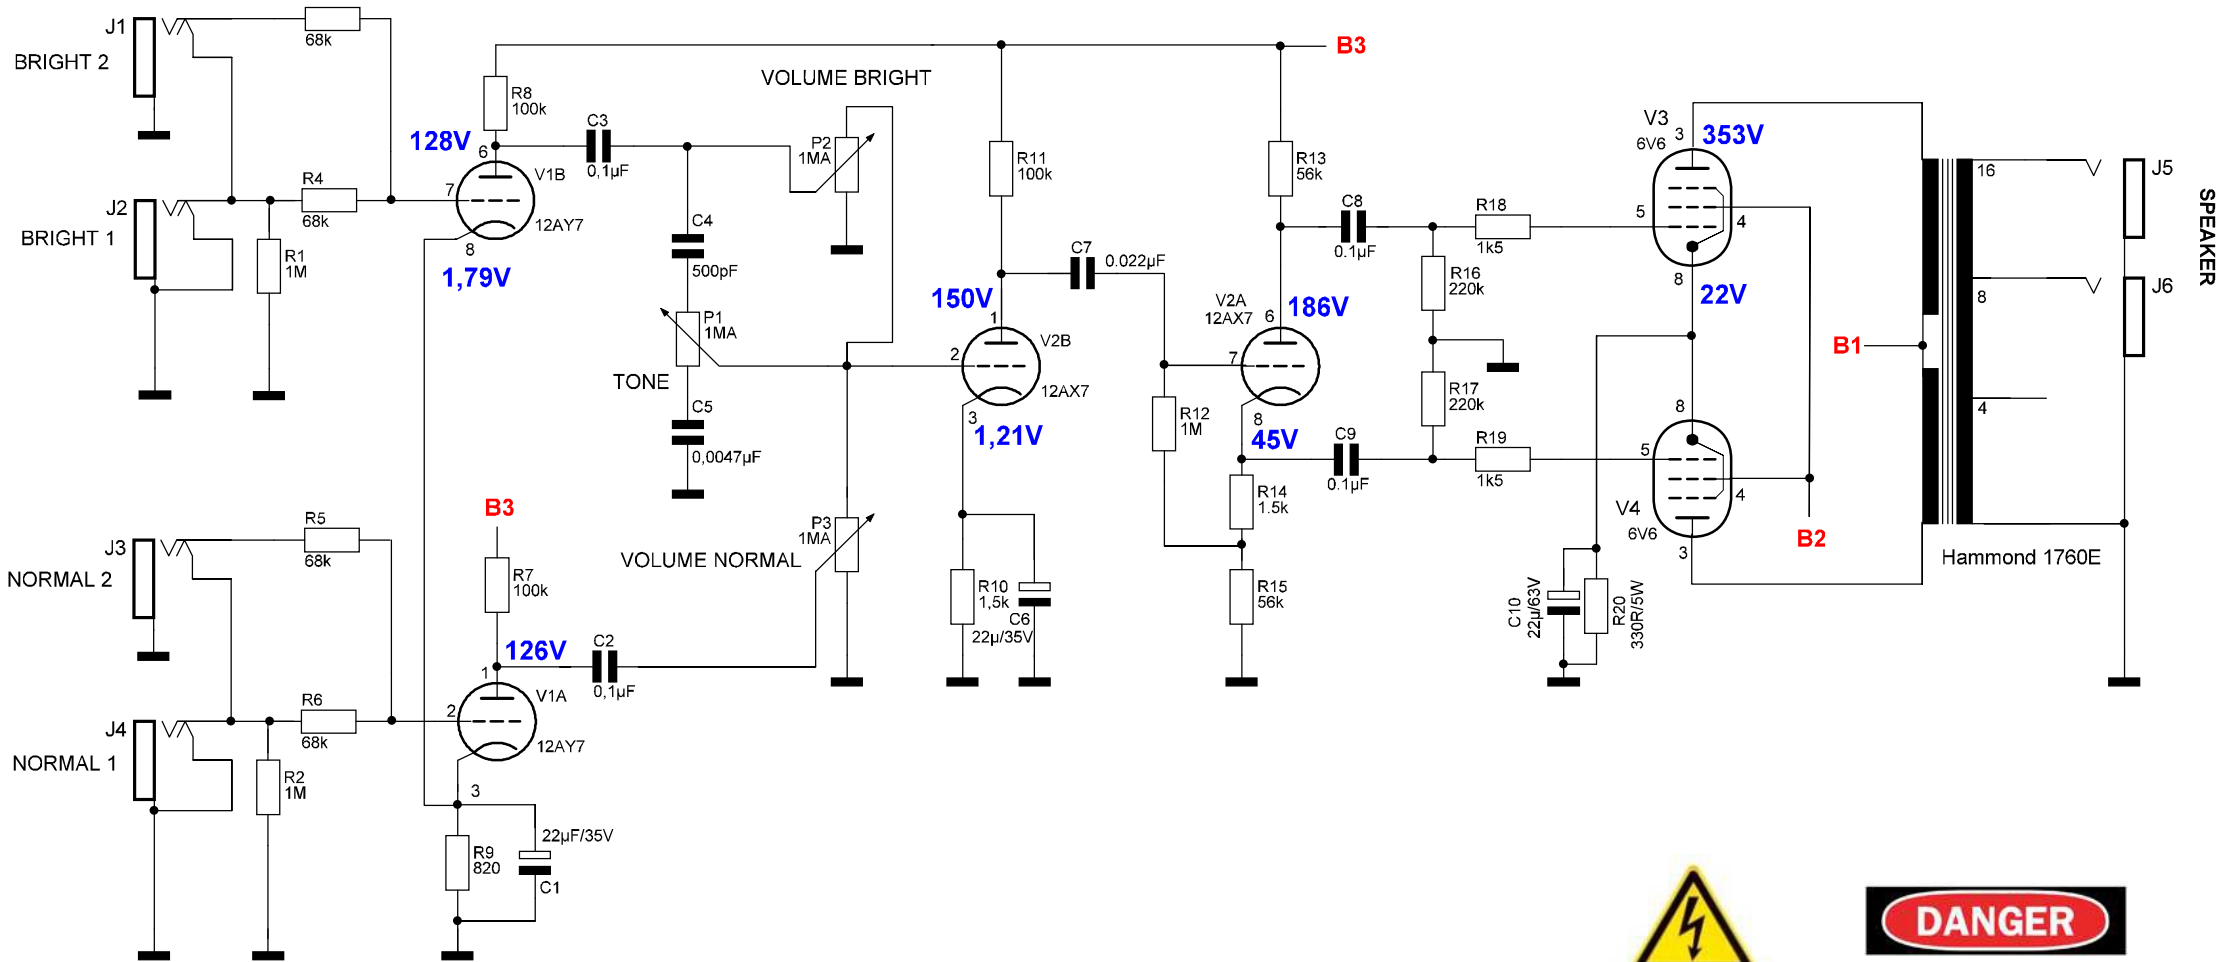 J1
BRIGHT 2
68k
J2
BRIGHT 1
R4
68k
R1
1M
R8
100k
128V
6
7
V1B
12AY7
8
1,79V
C3
0,1µF
VOLUME BRIGHT
P2
1MA
C4
500pF
P1
1MA
TONE
C5
0,0047µF
B3
R11
100k
150V
1
2
V2B
12AX7
3
1,21V
C7
0.022µF
R13
56k
V2A
12AX7
6
186V
7
8
45V
R12
1M
R14
1.5k
R15
56k
R10
1,5k
C6
22µ/35V
C8
0.1µF
C9
0.1µF
R16
220k
R17
220k
R18
1k5
R19
1k5
V3
6V6
3
353V
5
4
8
22V
8
5
4
V4
6V6
3
B1
B2
C10
22µ/63V
R20
330R/5W
16
8
4
Hammond 1760E
J5
J6
SPEAKER
J3
NORMAL 2
R5
68k
J4
NORMAL 1
R6
68k
R2
1M
B3
R7
100k
126V
1
2
V1A
12AY7
3
C2
0,1µF
VOLUME NORMAL
P3
1MA
R9
820
22µF/35V
C1
DANGER